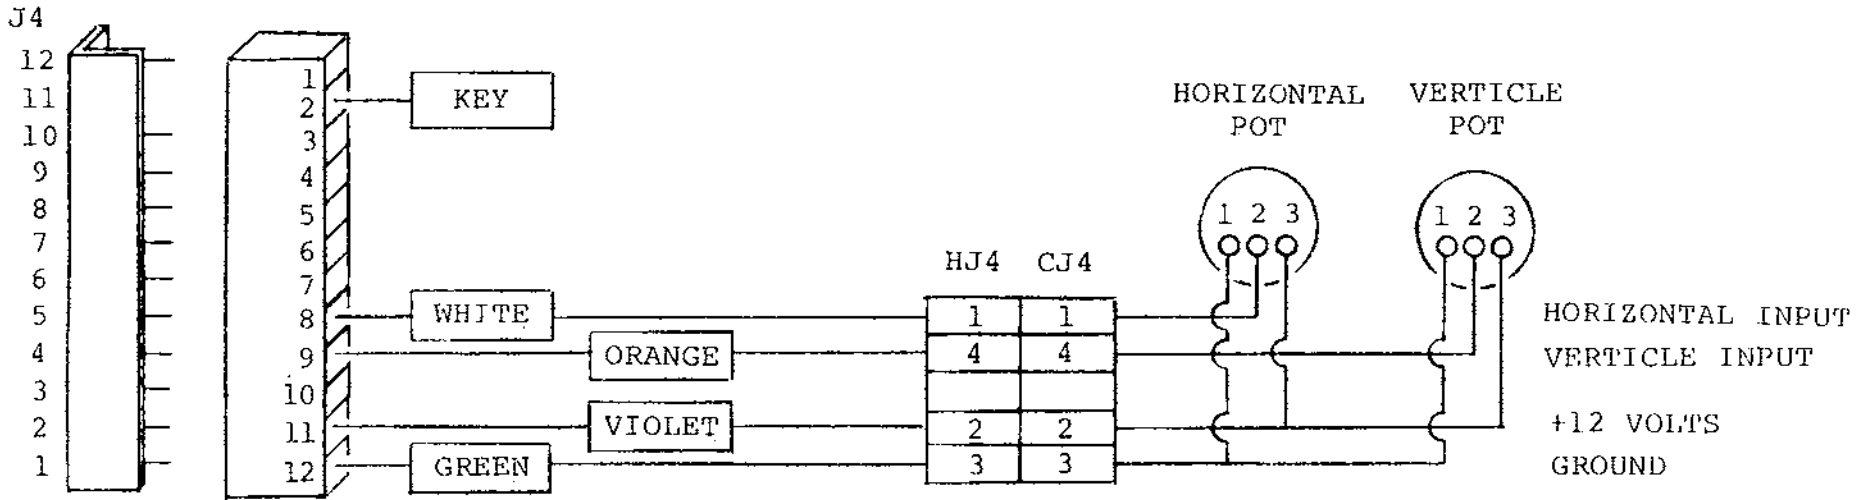 J4
12
11
10
9
8
7
6
5
4
3
2
1
1
2
3
4
5
6
7
8
9
10
11
12
KEY
WHITE
ORANGE
VIOLET
GREEN
HJ4 CJ4
1 1
4 4
2 2
3 3
HORIZONTAL
POT
1 2 3
VERTICLE
POT
1 2 3
HORIZONTAL INPUT
VERTICLE INPUT
+12 VOLTS
GROUND